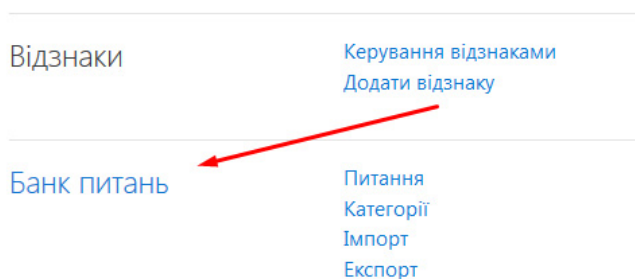 Відзнаки
Керування відзнаками
Додати відзнаку
Банк питань
Питання
Категорії
Імпорт
Експорт